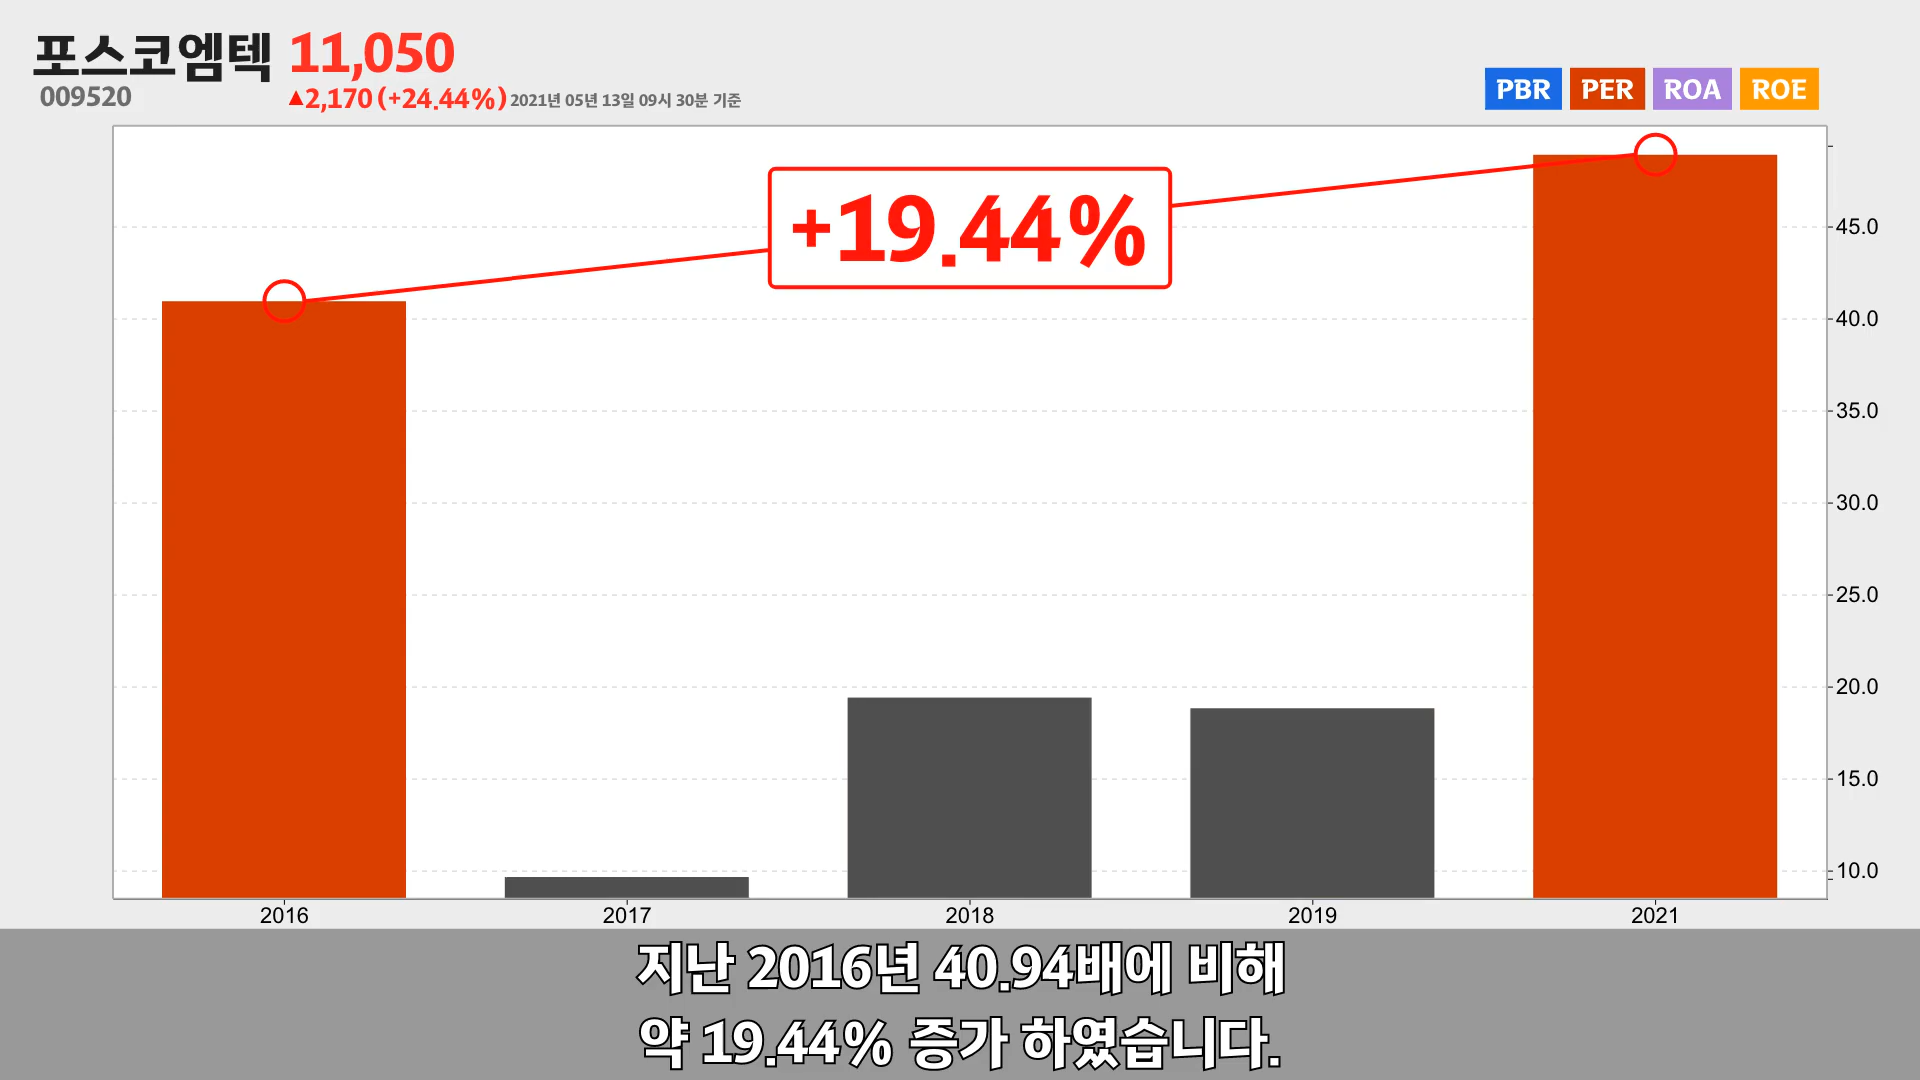 포스코엠텍 11,050
009520
▲2,170 (+24.44%) 2021년 05년 13일 09시 30분 기준
PBR PER ROA ROE
+19.44%
45.0
40.0
35.0
30.0
25.0
20.0
15.0
10.0
2016 2017 2018 2019 2021
지난 2016년 40.94배에 비해
약 19.44% 증가 하였습니다.